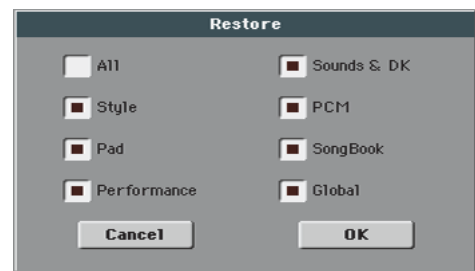 Restore
All
Sounds & DK
Style
PCM
Pad
SongBook
Performance
Global
Cancel
OK